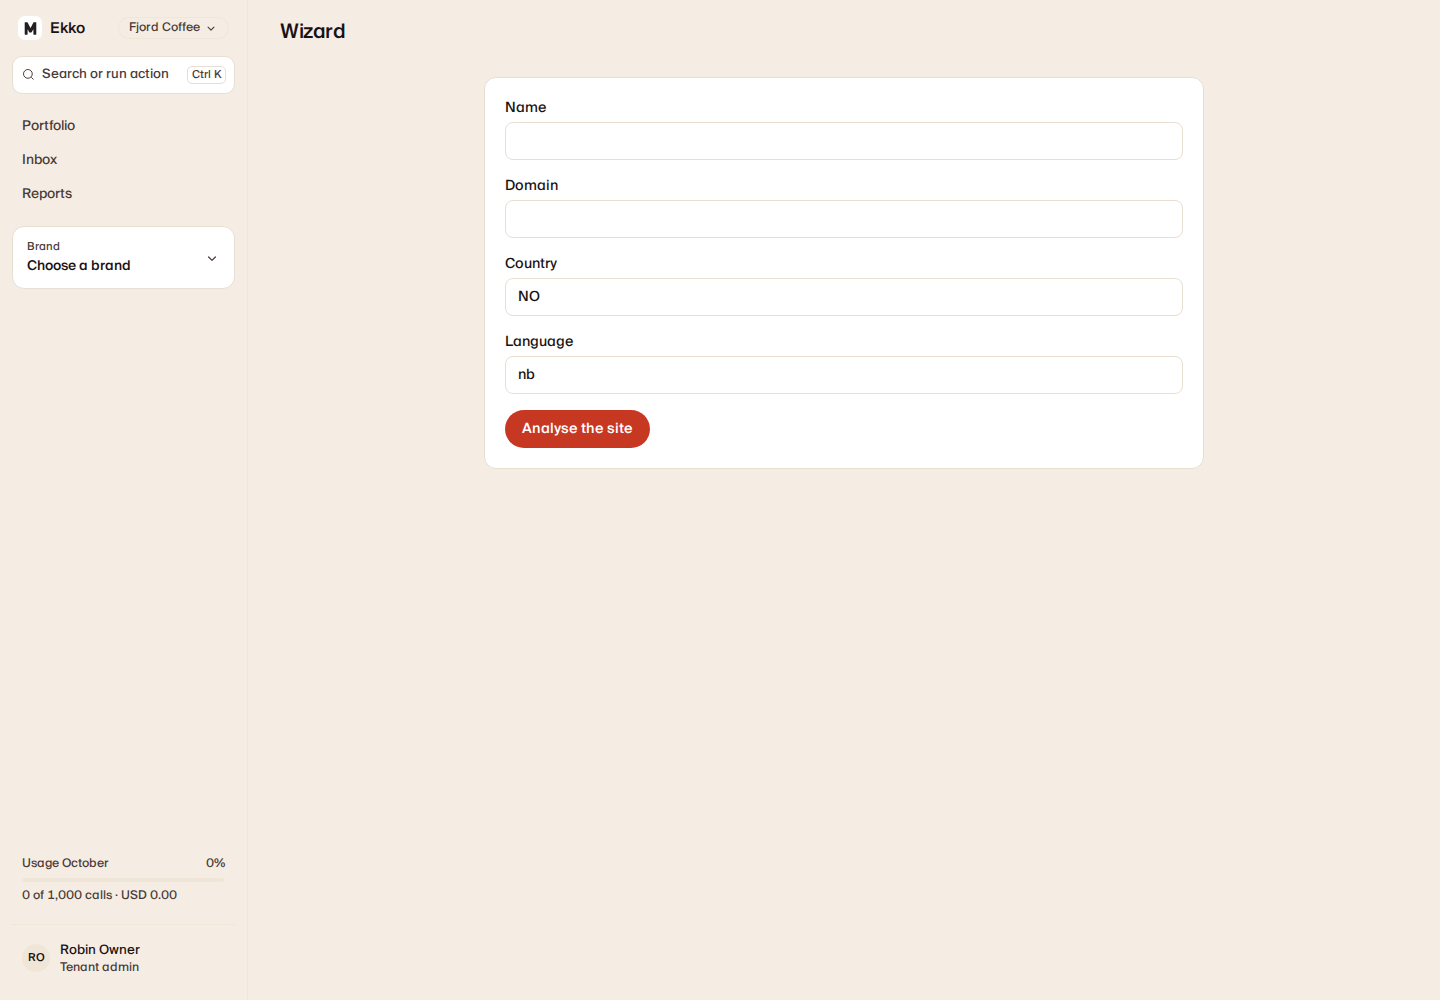 Ekko
Fjord Coffee
Search or run action
Ctrl K
Portfolio
Inbox
Reports
Brand
Choose a brand
Usage October
0%
0 of 1,000 calls · USD 0.00
RO
Robin Owner
Tenant admin
Wizard
Name
Domain
Country
NO
Language
nb
Analyse the site